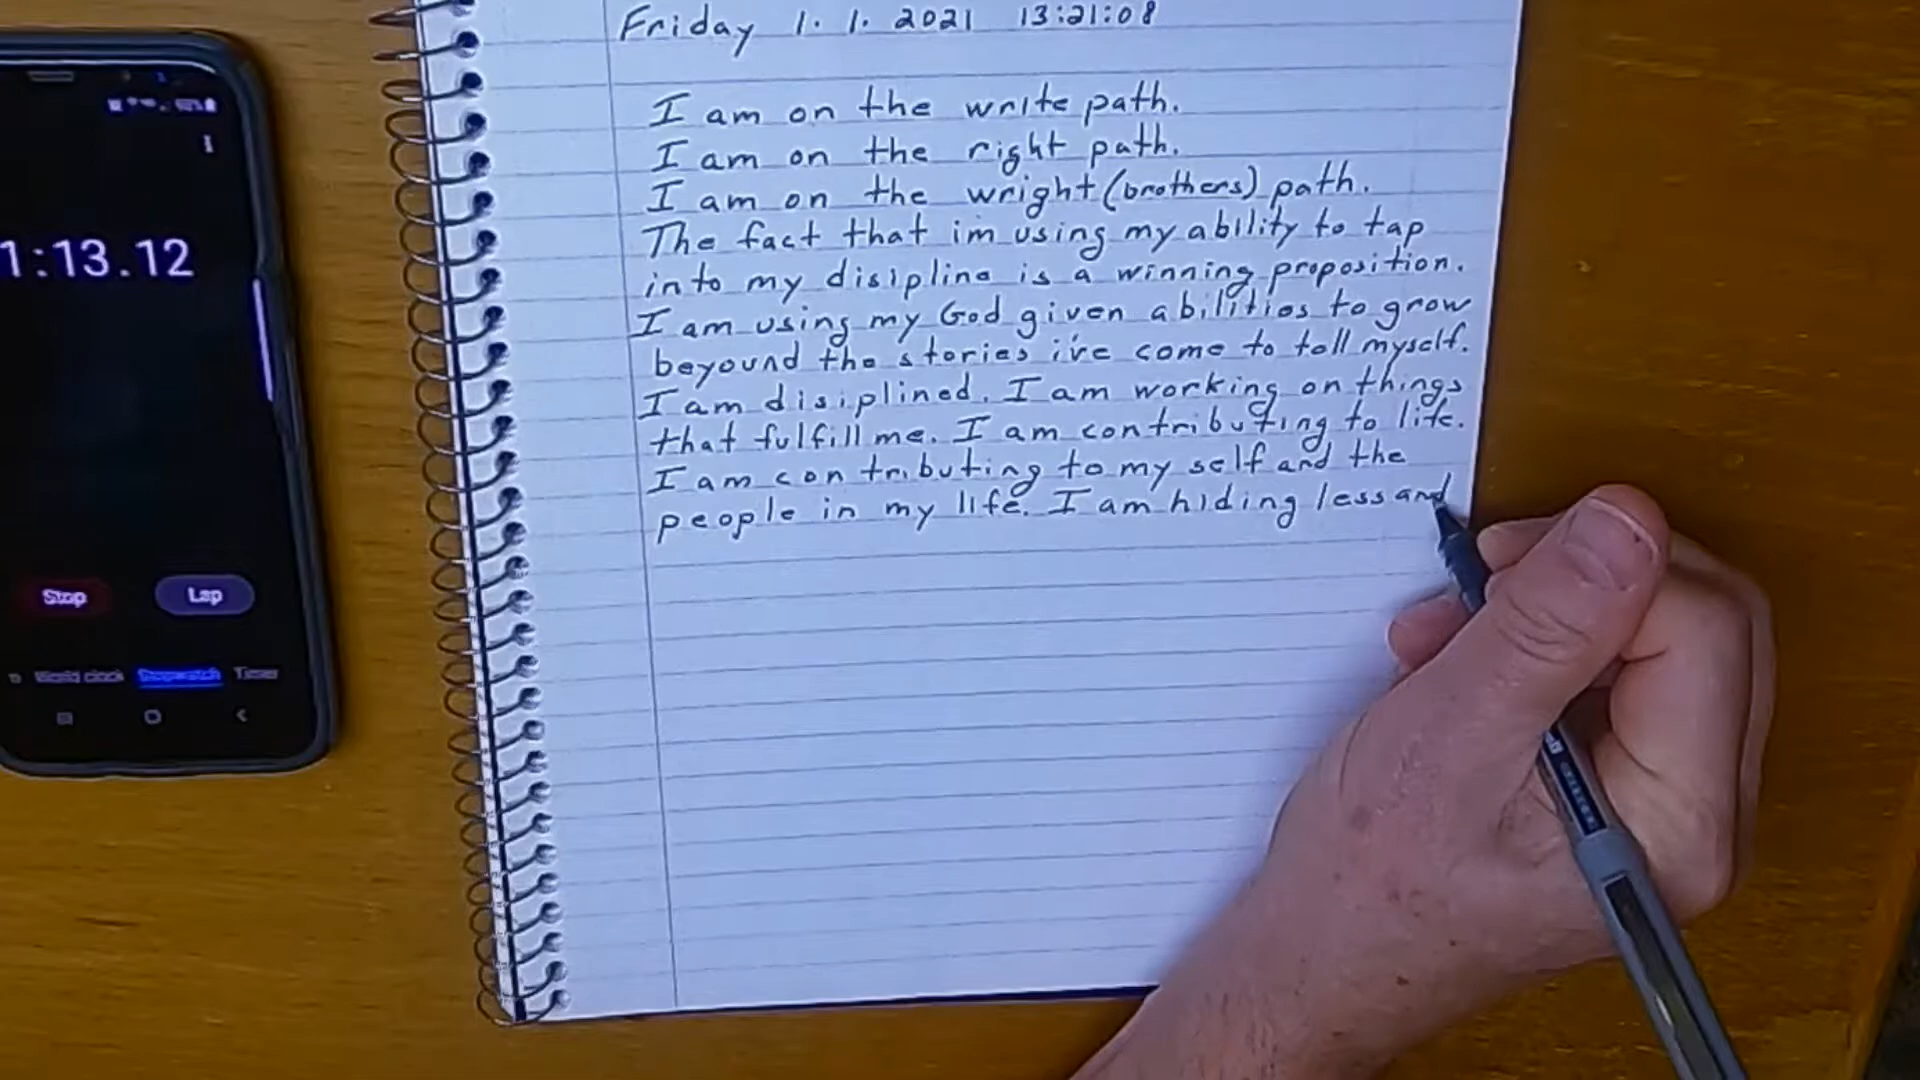 Friday 1. 1. 2021 13:21:08
I am on the write path.
I am on the right path.
I am on the wright (brothers) path.
The fact that im using my ability to tap
into my disipline is a winning proposition.
I am using my God given abilities to grow
beyound the stories i've come to tell myself.
I am disiplined. I am working on things
that fulfill me. I am contributing to life.
I am contributing to my self and the
people in my life. I am hiding less and
1:13.12
Stop Lap
World clock Stopwatch Timer